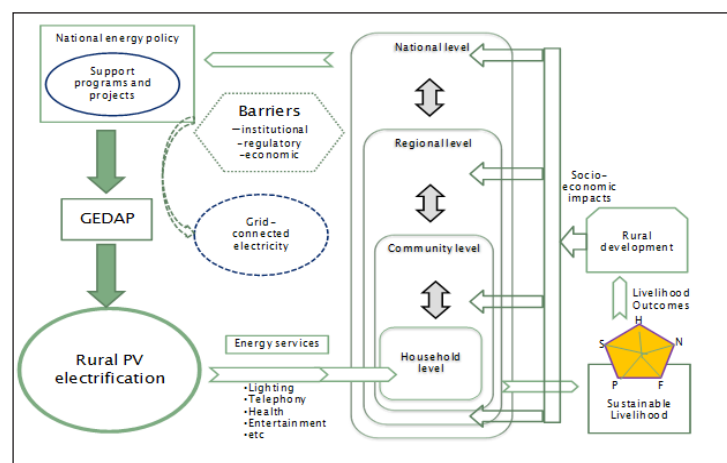 National energy policy
Support
programs and
projects
GEDAP
Rural PV
electrification
Barriers
—institutional
-regulatory
-economic
Grid-
connected
electricity
Energy services
•Lighting
•Telephony
•Health
•Entertainment
•etc
National level
Regional level
Community level
Household
level
Socio-
economic
impacts
Rural
development
Livelihood
Outcomes
H
S
N
P
F
Sustainable
Livelihood